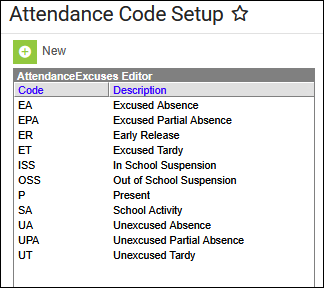 Attendance Code Setup
New
AttendanceExcuses Editor
Code Description
EA Excused Absence
EPA Excused Partial Absence
ER Early Release
ET Excused Tardy
ISS In School Suspension
OSS Out of School Suspension
P Present
SA School Activity
UA Unexcused Absence
UPA Unexcused Partial Absence
UT Unexcused Tardy